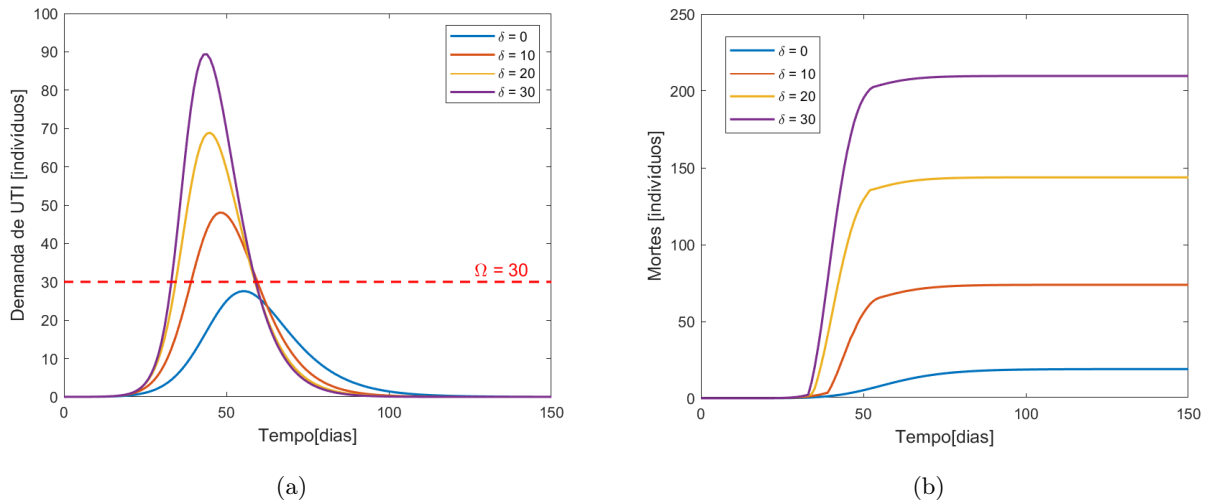 100
90
80
70
60
50
40
30
20
10
0
Demanda de UTI [indivíduos]
δ = 0
δ = 10
δ = 20
δ = 30
Ω = 30
0
50
100
150
Tempo[dias]
(a)
250
200
150
100
50
0
Mortes [indivíduos]
δ = 0
δ = 10
δ = 20
δ = 30
0
50
100
150
Tempo[dias]
(b)